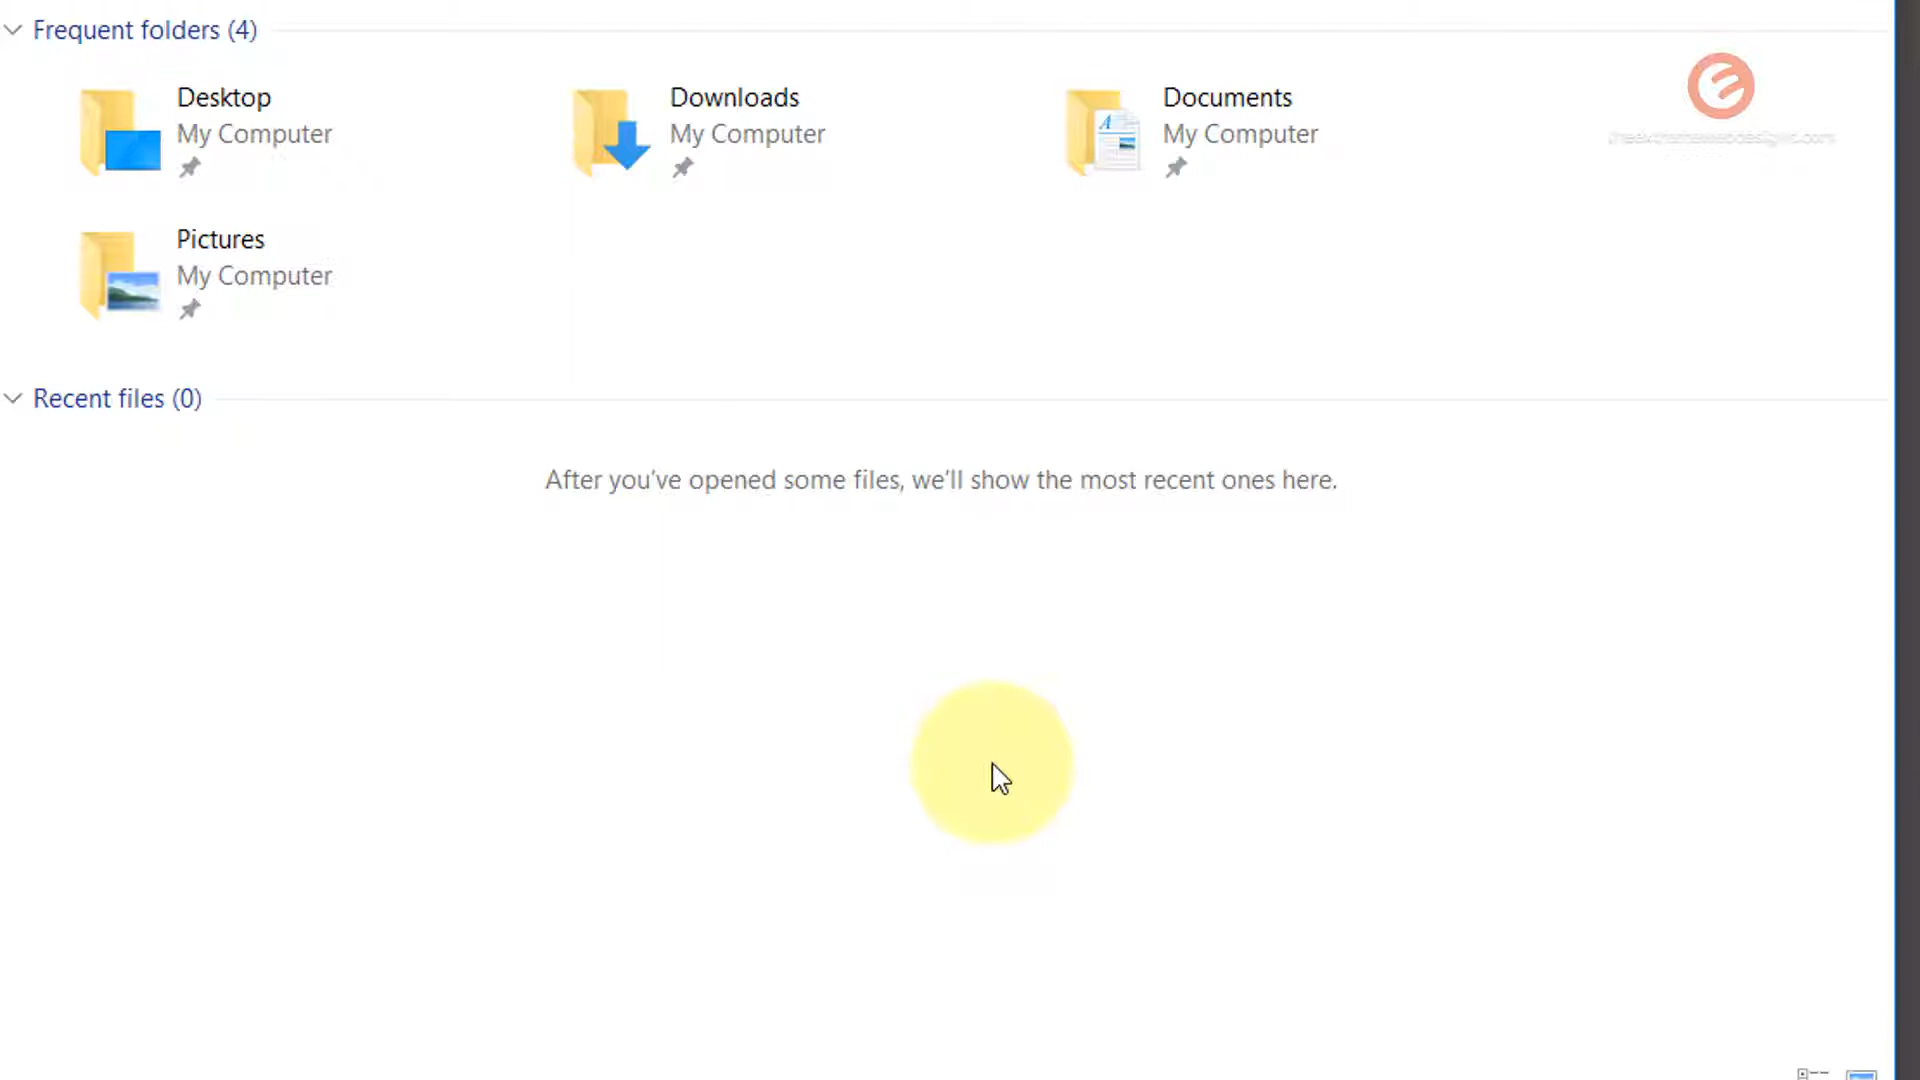 Frequent folders (4)
Desktop
My Computer
Downloads
My Computer
Documents
My Computer
Pictures
My Computer
Recent files (0)
After you've opened some files, we'll show the most recent ones here.